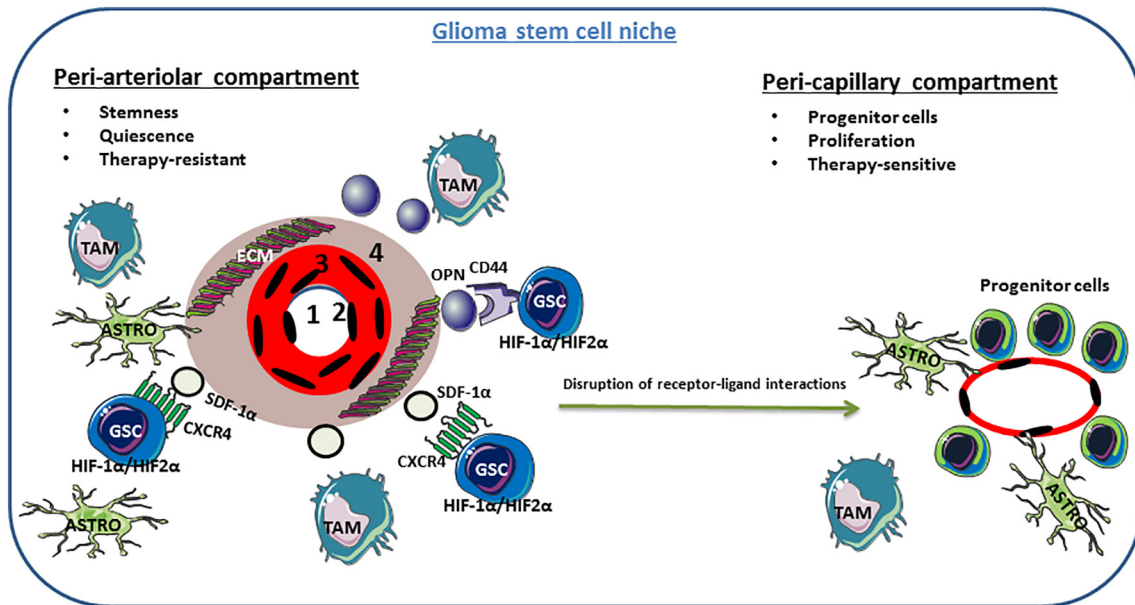 Glioma stem cell niche
Peri-arteriolar compartment
• Stemness
• Quiescence
• Therapy-resistant
Peri-capillary compartment
• Progenitor cells
• Proliferation
• Therapy-sensitive
TAM
TAM
ECM
4
3
1
2
OPN
CD44
GSC
HIF-1α/HIF2α
ASTRO
SDF-1α
CXCR4
GSC
HIF-1α/HIF2α
SDF-1α
CXCR4
GSC
HIF-1α/HIF2α
ASTRO
TAM
Disruption of receptor-ligand interactions
Progenitor cells
ASTRO
ASTRO
TAM